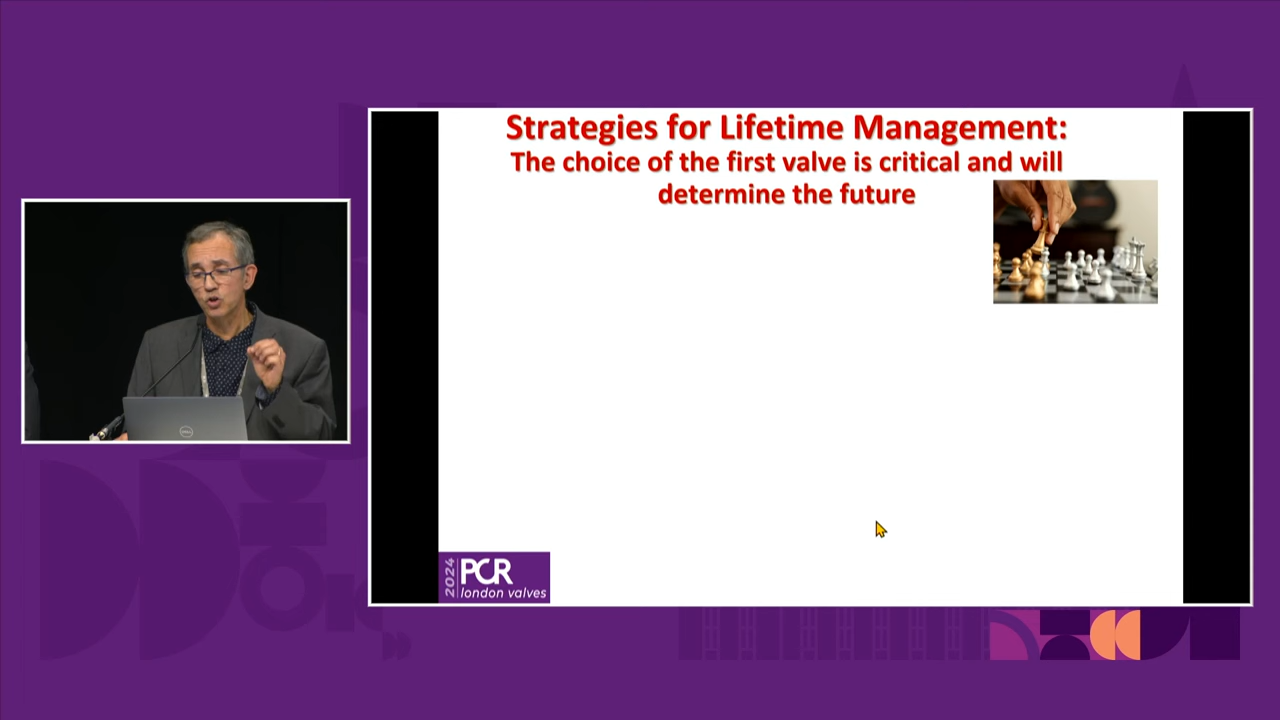 Strategies for Lifetime Management:
The choice of the first valve is critical and will
determine the future
2024
PCR
london valves
DELL